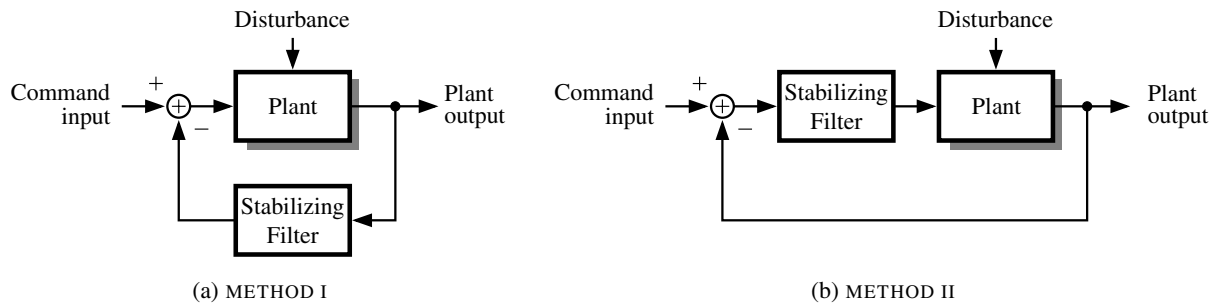 Disturbance
+
Command
input
+
−
Plant
Plant
output
Stabilizing
Filter
(a) METHOD I
Disturbance
+
Command
input
+
−
Stabilizing
Filter
Plant
Plant
output
(b) METHOD II